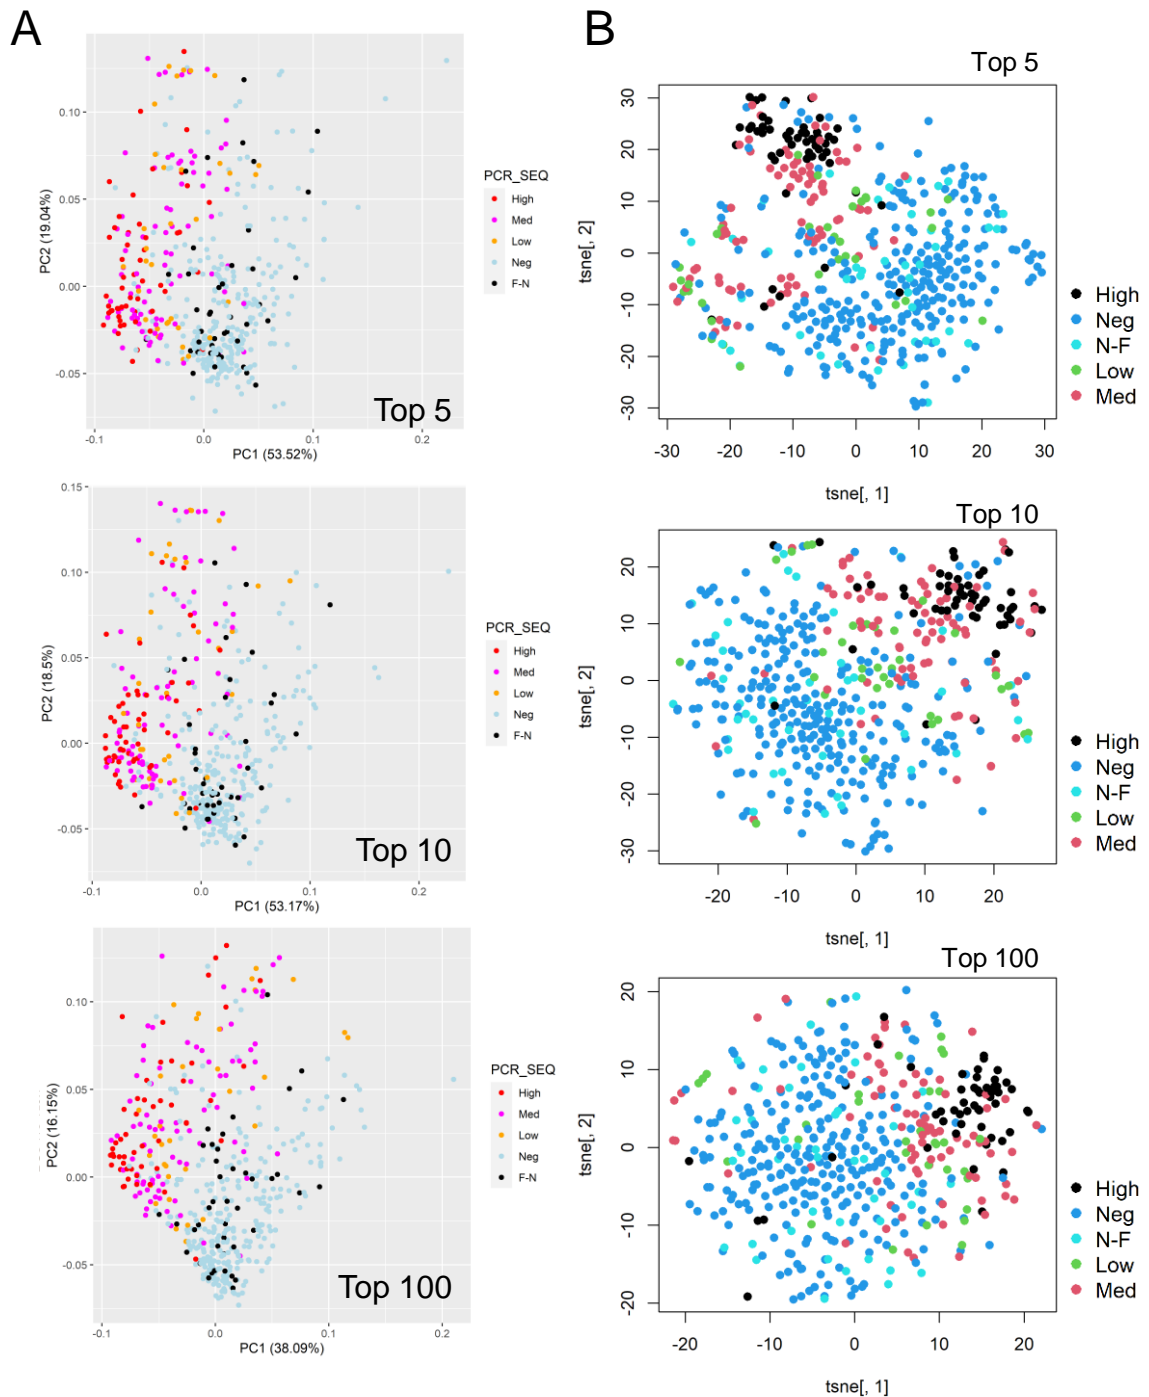 A
0.10
0.05
0.00
-0.05
-0.1
0.0
0.1
0.2
PC1 (53.52%)
PC2 (19.04%)
Top 5
PCR_SEQ
High
Med
Low
Neg
F-N
0.15
0.10
0.05
0.00
-0.05
-0.1
0.0
0.1
0.2
PC1 (53.17%)
PC2 (18.5%)
Top 10
PCR_SEQ
High
Med
Low
Neg
F-N
0.10
0.05
0.00
-0.05
-0.1
0.0
0.1
0.2
PC1 (38.09%)
PC2 (16.15%)
Top 100
PCR_SEQ
High
Med
Low
Neg
F-N
B
Top 5
30
20
10
0
-10
-20
-30
-30
-20
-10
0
10
20
30
tsne[, 1]
tsne[, 2]
High
Neg
N-F
Low
Med
Top 10
20
10
0
-10
-20
-30
-20
-10
0
10
20
tsne[, 1]
tsne[, 2]
High
Neg
N-F
Low
Med
Top 100
20
10
0
-10
-20
-20
-10
0
10
20
tsne[, 1]
tsne[, 2]
High
Neg
N-F
Low
Med